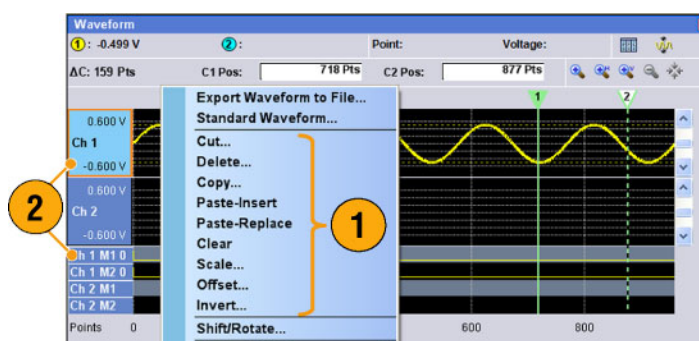 Waveform
1 : -0.499 V 2 : Point: Voltage:
ΔC: 159 Pts C1 Pos: 718 Pts C2 Pos: 877 Pts
1 2
Export Waveform to File...
Standard Waveform...
Cut...
Delete...
Copy...
Paste-Insert
Paste-Replace
Clear
Scale...
Offset...
Invert...
Shift/Rotate...
1
0.600 V
Ch 1
-0.600 V
2
0.600 V
Ch 2
-0.600 V
Ch 1 M1 0
Ch 1 M2 0
Ch 2 M1
Ch 2 M2
Points 0 600 800